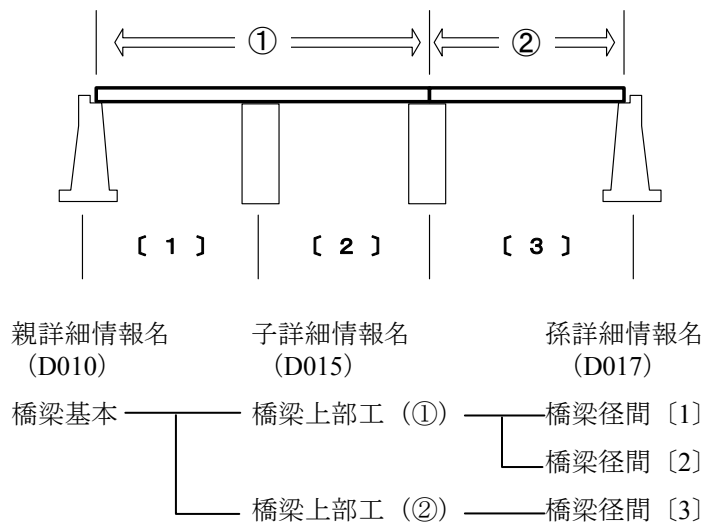 ① ②
〔 1 〕 〔 2 〕 〔 3 〕
親詳細情報名 子詳細情報名 孫詳細情報名
（D010） （D015） （D017）
橋梁基本 橋梁上部工（①） 橋梁径間〔1〕
橋梁径間〔2〕
橋梁上部工（②） 橋梁径間〔3〕